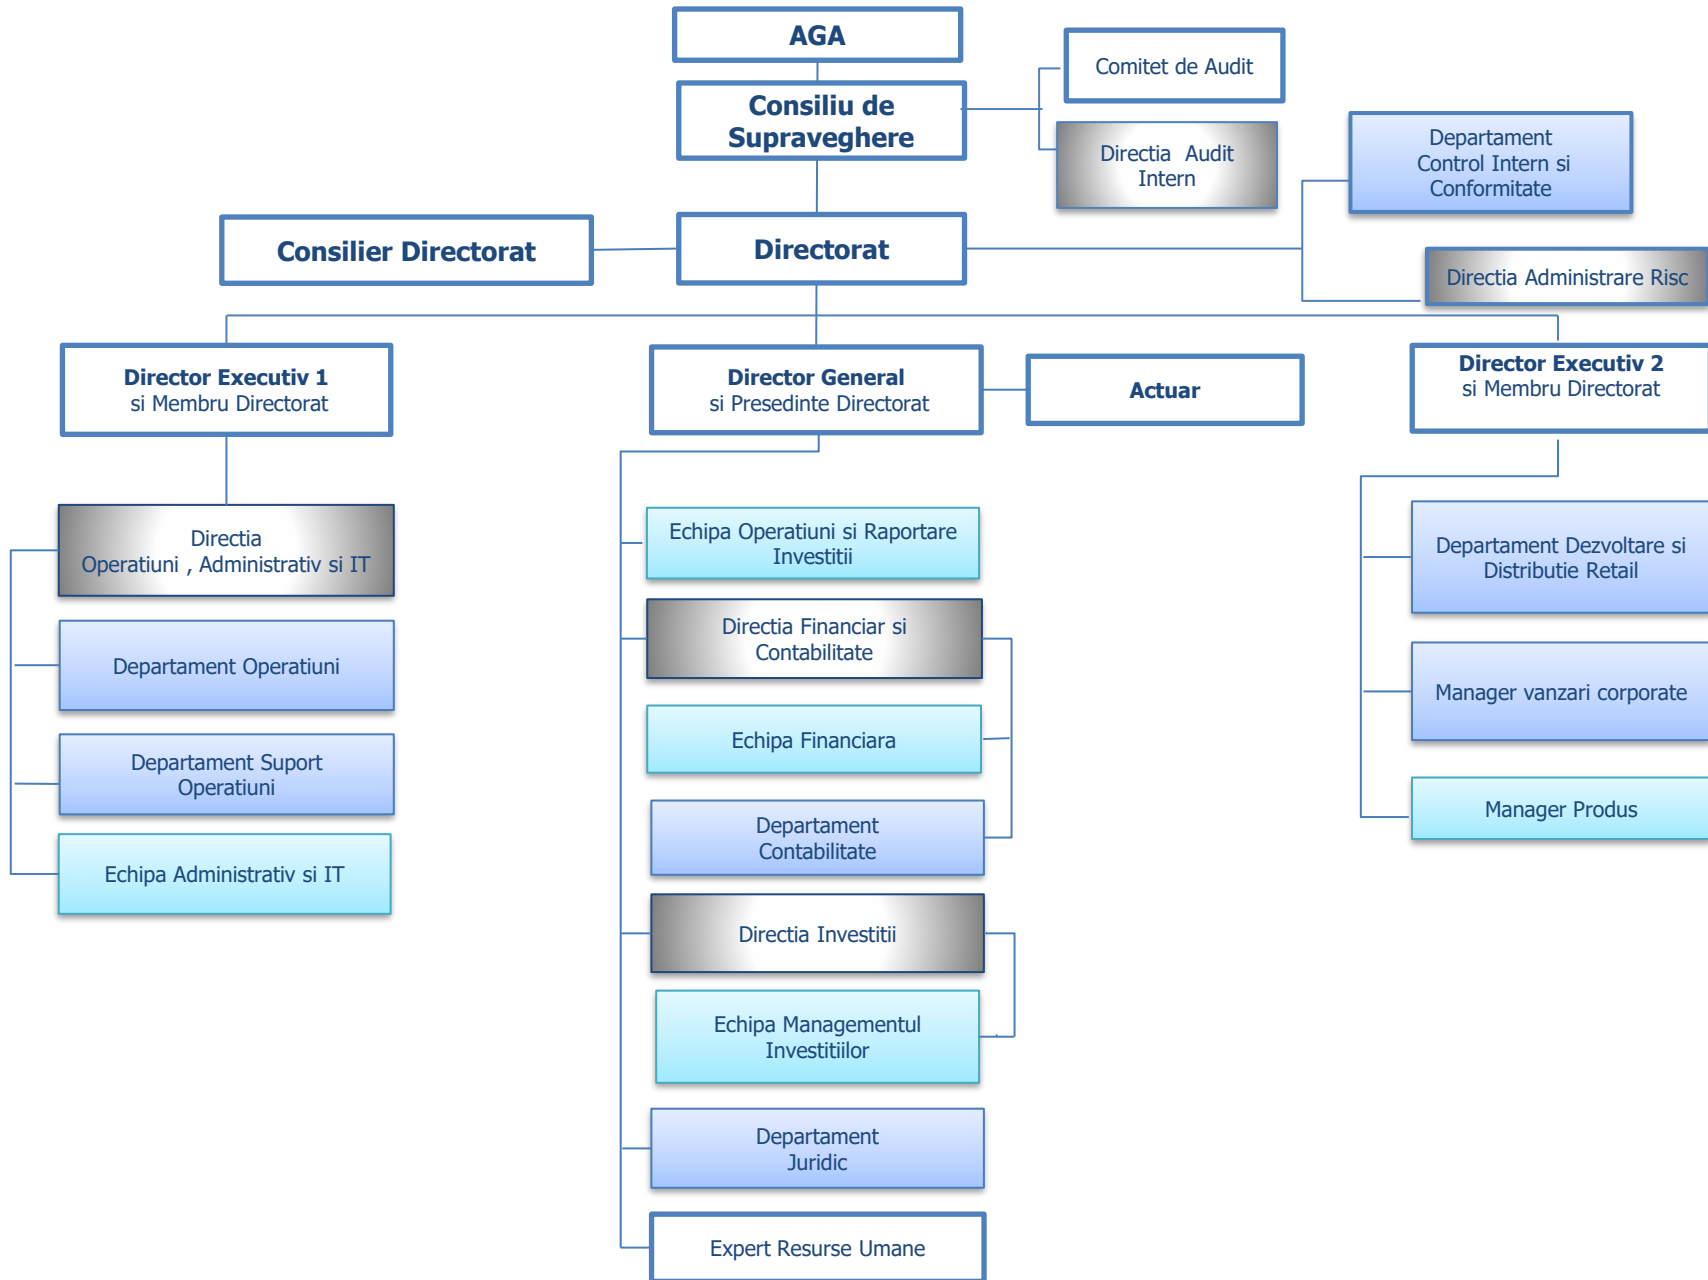 AGA
Comitet de Audit
Consiliu de
Supraveghere
Directia  Audit
Intern
Departament
Control Intern si
Conformitate
Consilier Directorat
Directorat
Directia Administrare Risc
Director Executiv 1
si Membru Directorat
Director General
si Presedinte Directorat
Actuar
Director Executiv 2
si Membru Directorat
Directia
Operatiuni , Administrativ si IT
Departament Operatiuni
Departament Suport
Operatiuni
Echipa Administrativ si IT
Echipa Operatiuni si Raportare
Investitii
Directia Financiar si
Contabilitate
Echipa Financiara
Departament
Contabilitate
Directia Investitii
Echipa Managementul
Investitiilor
Departament
Juridic
Expert Resurse Umane
Departament Dezvoltare si
Distributie Retail
Manager vanzari corporate
Manager Produs